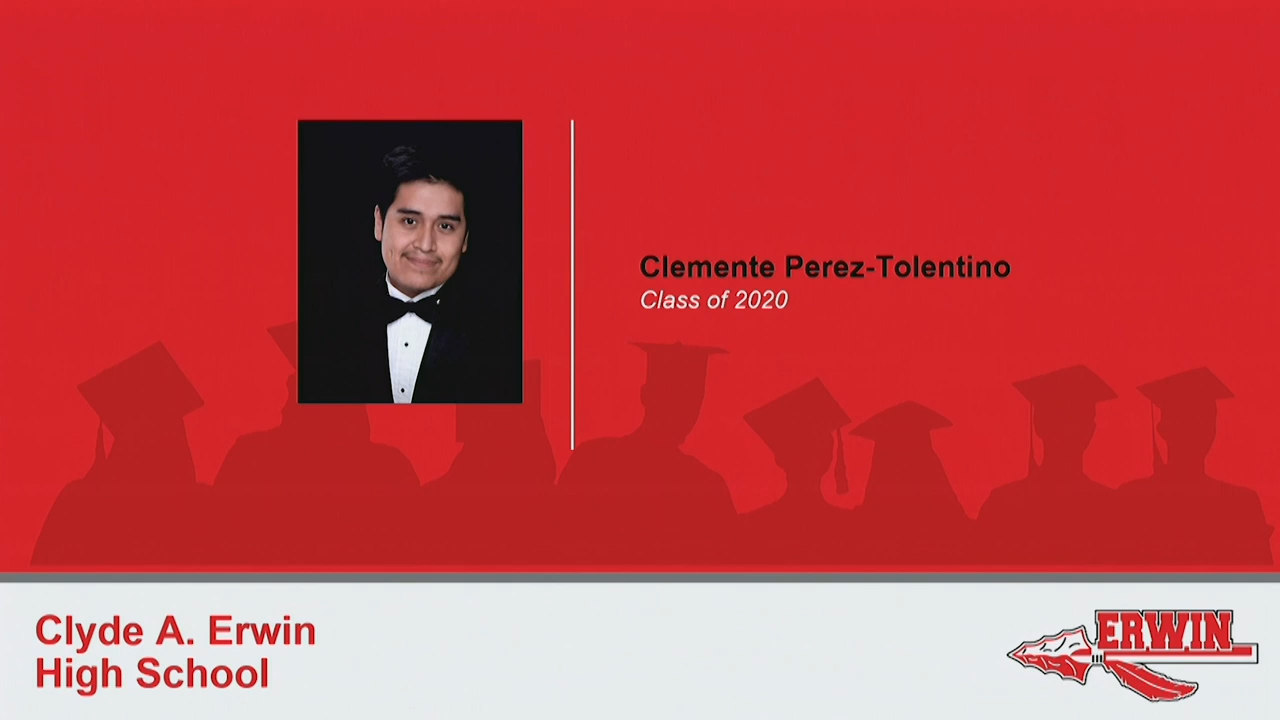 Clemente Perez-Tolentino
Class of 2020
Clyde A. Erwin
High School
ERWIN